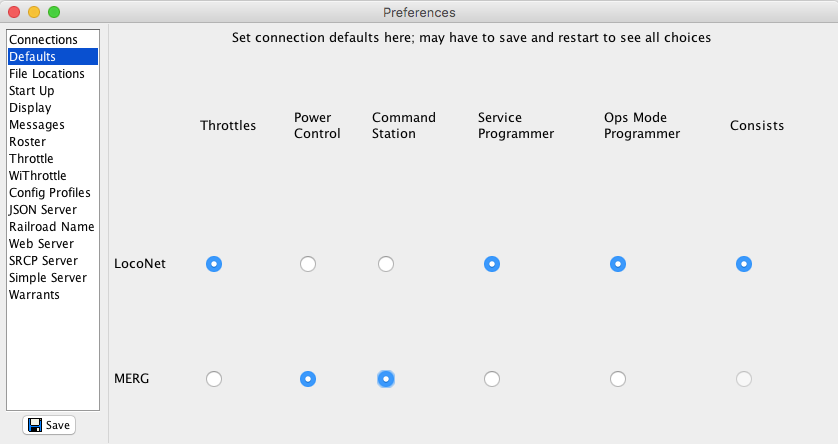 Preferences
Connections
Defaults
File Locations
Start Up
Display
Messages
Roster
Throttle
WiThrottle
Config Profiles
JSON Server
Railroad Name
Web Server
SRCP Server
Simple Server
Warrants
Save
Set connection defaults here; may have to save and restart to see all choices
Throttles
Power
Control
Command
Station
Service
Programmer
Ops Mode
Programmer
Consists
LocoNet
MERG